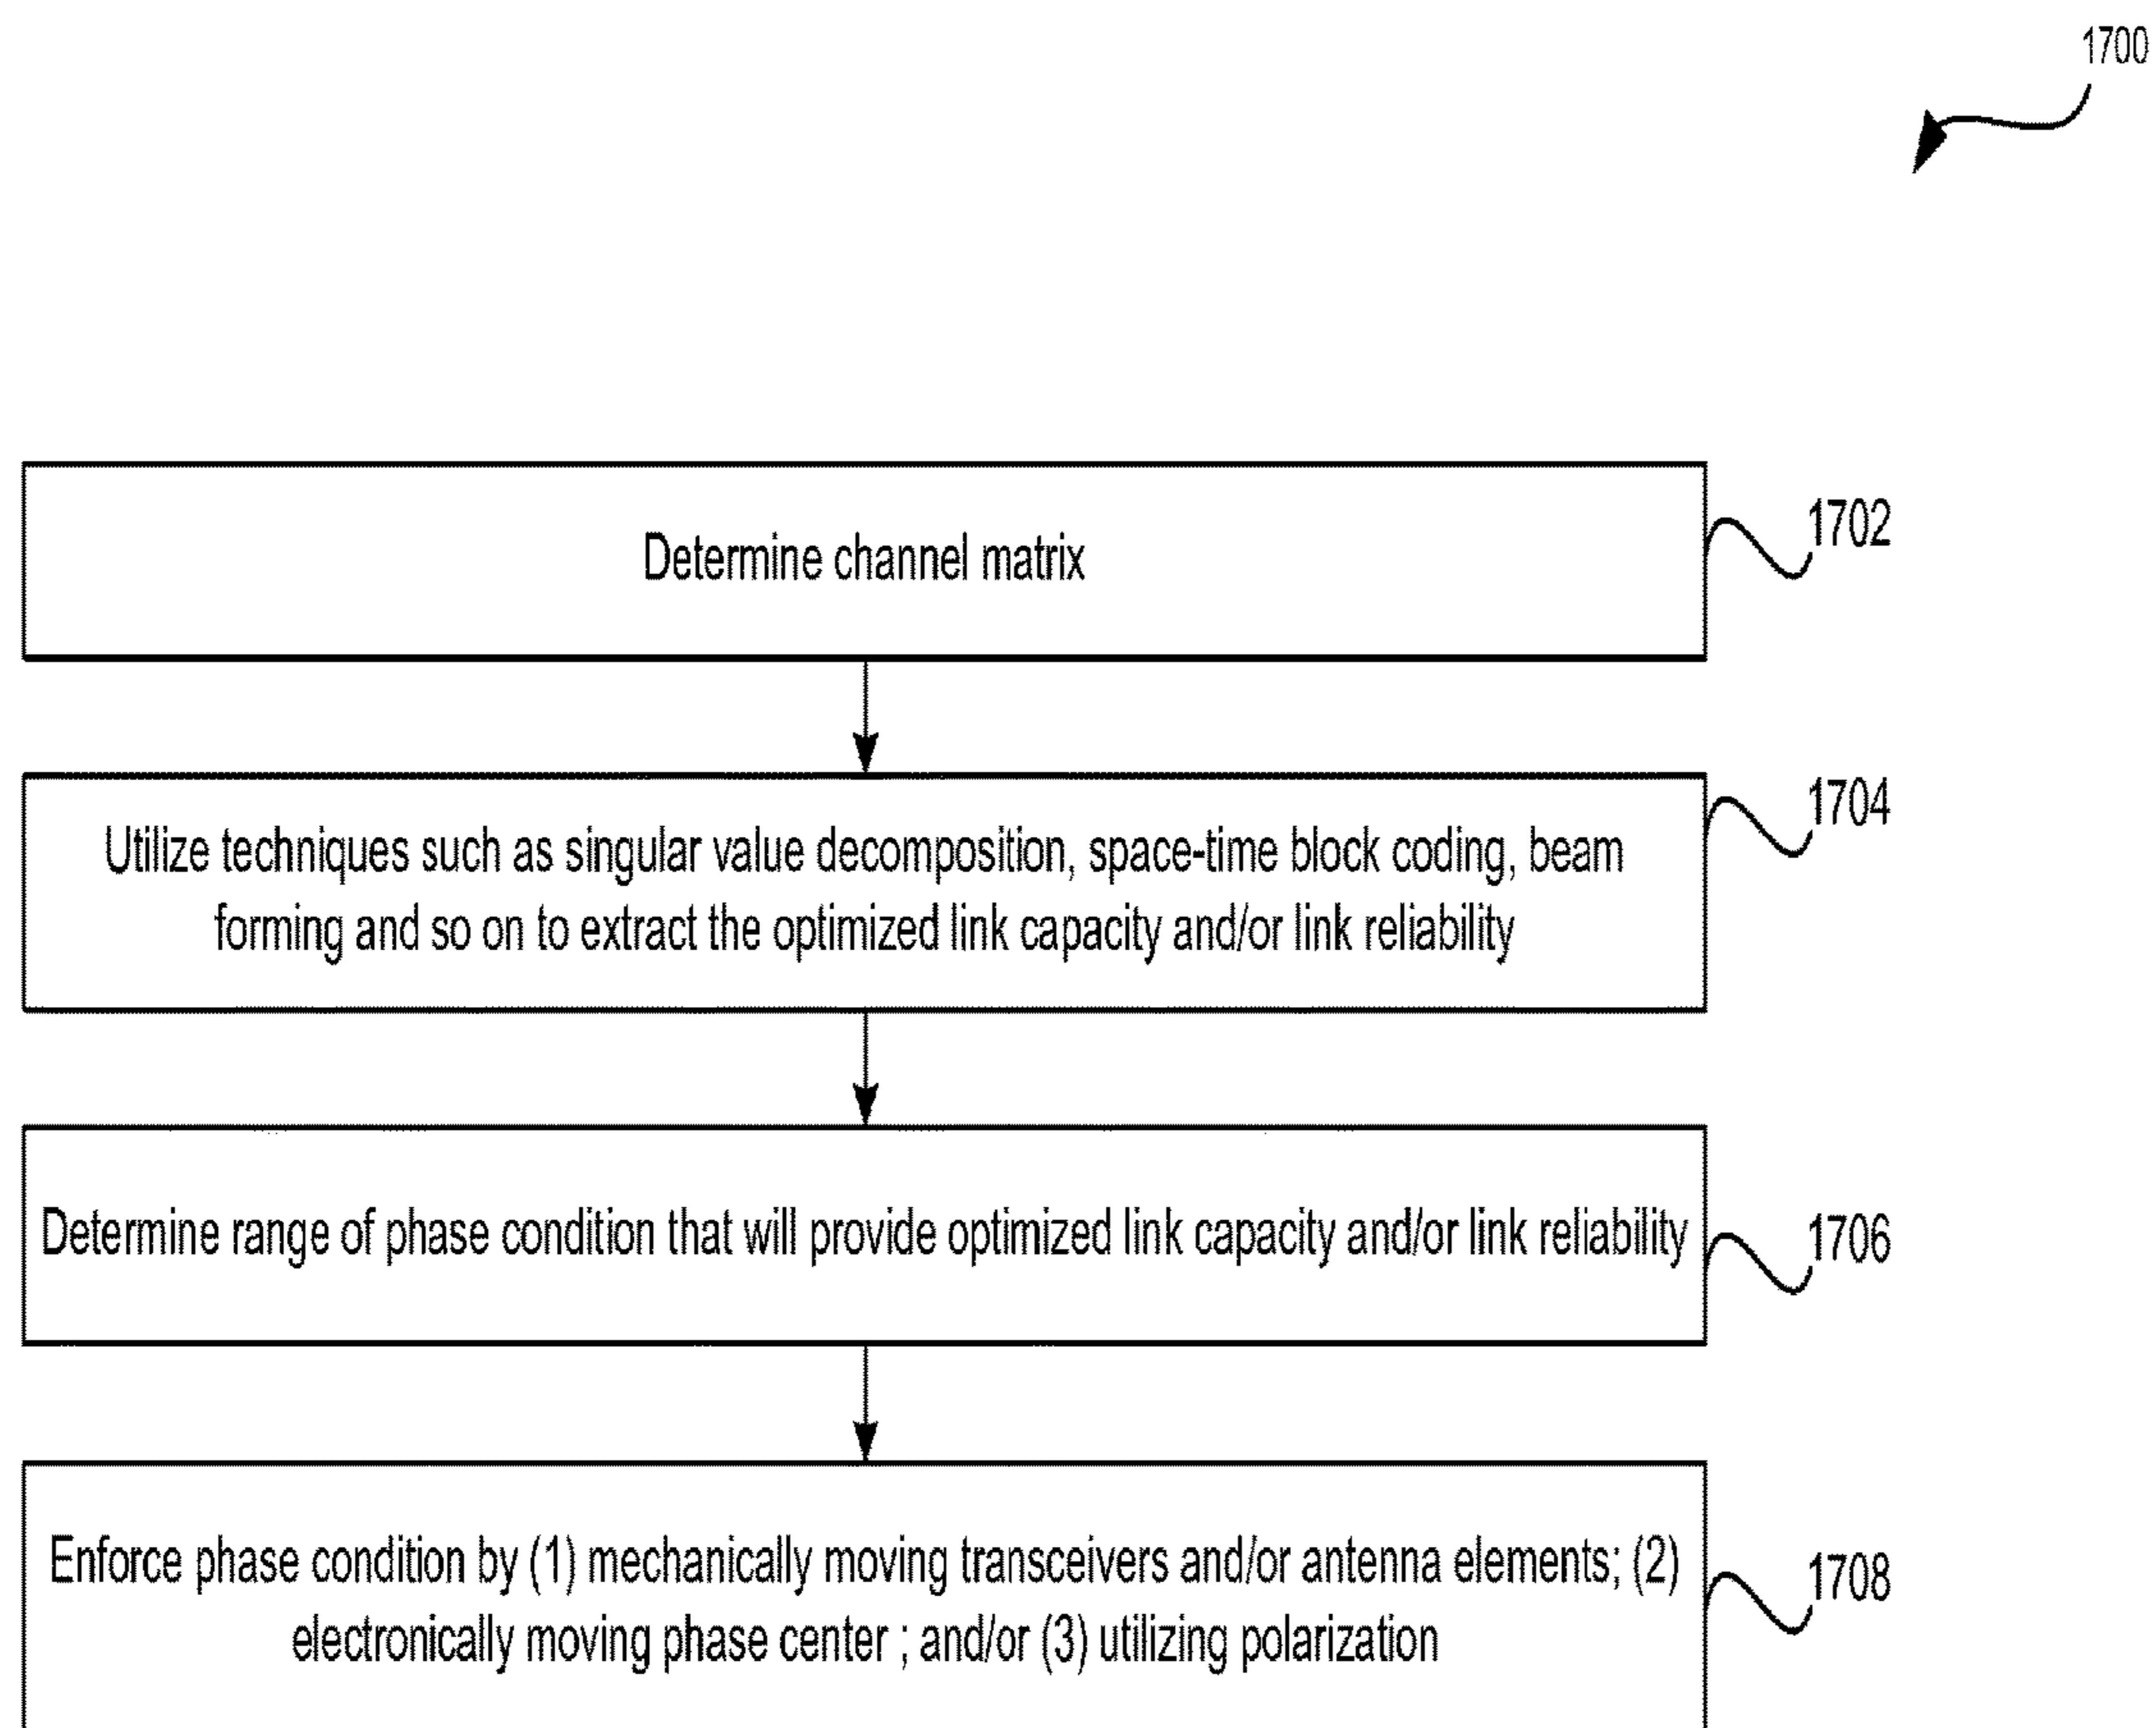 1700
Determine channel matrix
1702
Utilize techniques such as singular value decomposition, space-time block coding, beam
forming and so on to extract the optimized link capacity and/or link reliability
1704
Determine range of phase condition that will provide optimized link capacity and/or link reliability
1706
Enforce phase condition by (1) mechanically moving transceivers and/or antenna elements; (2)
electronically moving phase center ; and/or (3) utilizing polarization
1708